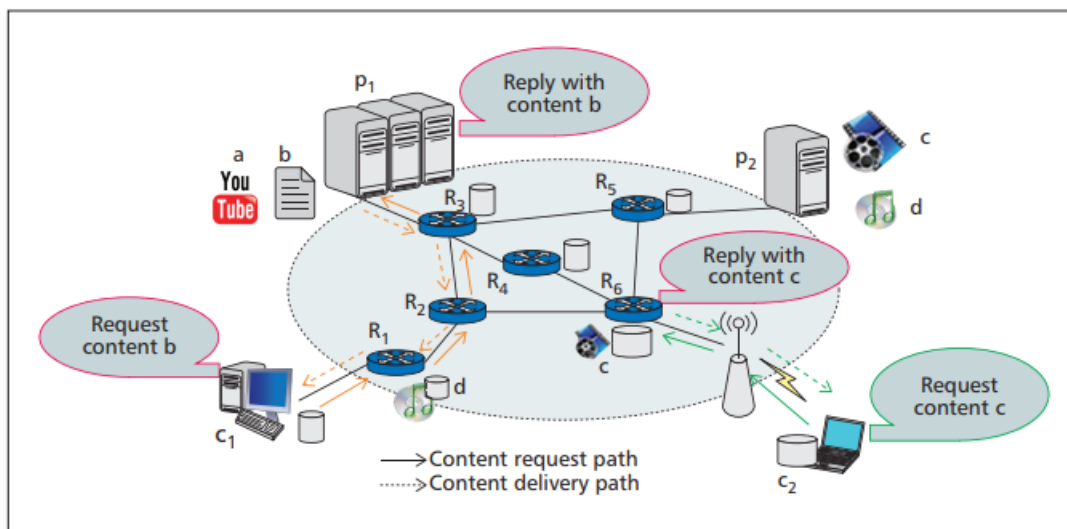 p1
Reply with
content b
a
b
You
Tube
p2
c
d
R3
R5
R4
R6
Reply with
content c
R2
R1
c
d
Request
content b
c1
Request
content c
c2
Content request path
Content delivery path